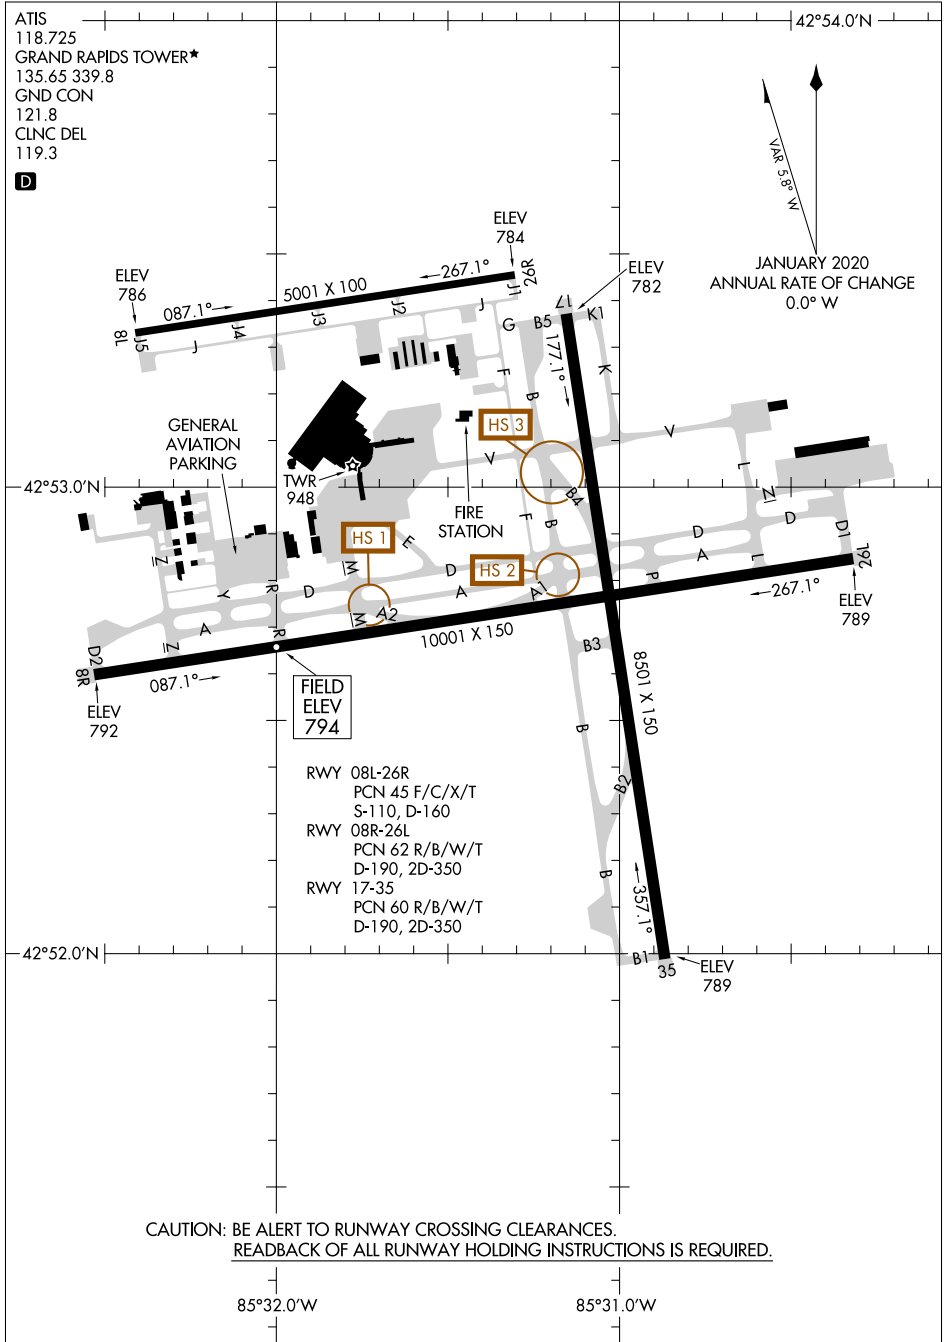 ATIS
118.725
GRAND RAPIDS TOWER★
135.65 339.8
GND CON
121.8
CLNC DEL
119.3
D
42°54.0'N
VAR 5.8° W
JANUARY 2020
ANNUAL RATE OF CHANGE
0.0° W
ELEV
784
ELEV
786
ELEV
782
267.1°
26R
5001 X 100
087.1°
8L
J5
J4
J3
J2
J
J1
J
G
B5
17
K1
177.1°
F
B
K
HS 3
GENERAL
AVIATION
PARKING
V
V
TWR
948
42°53.0'N
FIRE
STATION
B4
L
Z
F
B
D
D
D1
HS 1
E
HS 2
Z
M
D
A
A1
A
P
L
26L
267.1°
ELEV
789
Y
R
D
M
A2
A
Z
R
10001 X 150
D2
8R
087.1°
ELEV
792
FIELD
ELEV
794
B3
8501 X 150
B
B2
B
RWY 08L-26R
PCN 45 F/C/X/T
S-110, D-160
RWY 08R-26L
PCN 62 R/B/W/T
D-190, 2D-350
RWY 17-35
PCN 60 R/B/W/T
D-190, 2D-350
357.1°
42°52.0'N
B1
35
ELEV
789
CAUTION: BE ALERT TO RUNWAY CROSSING CLEARANCES.
READBACK OF ALL RUNWAY HOLDING INSTRUCTIONS IS REQUIRED.
85°32.0'W
85°31.0'W